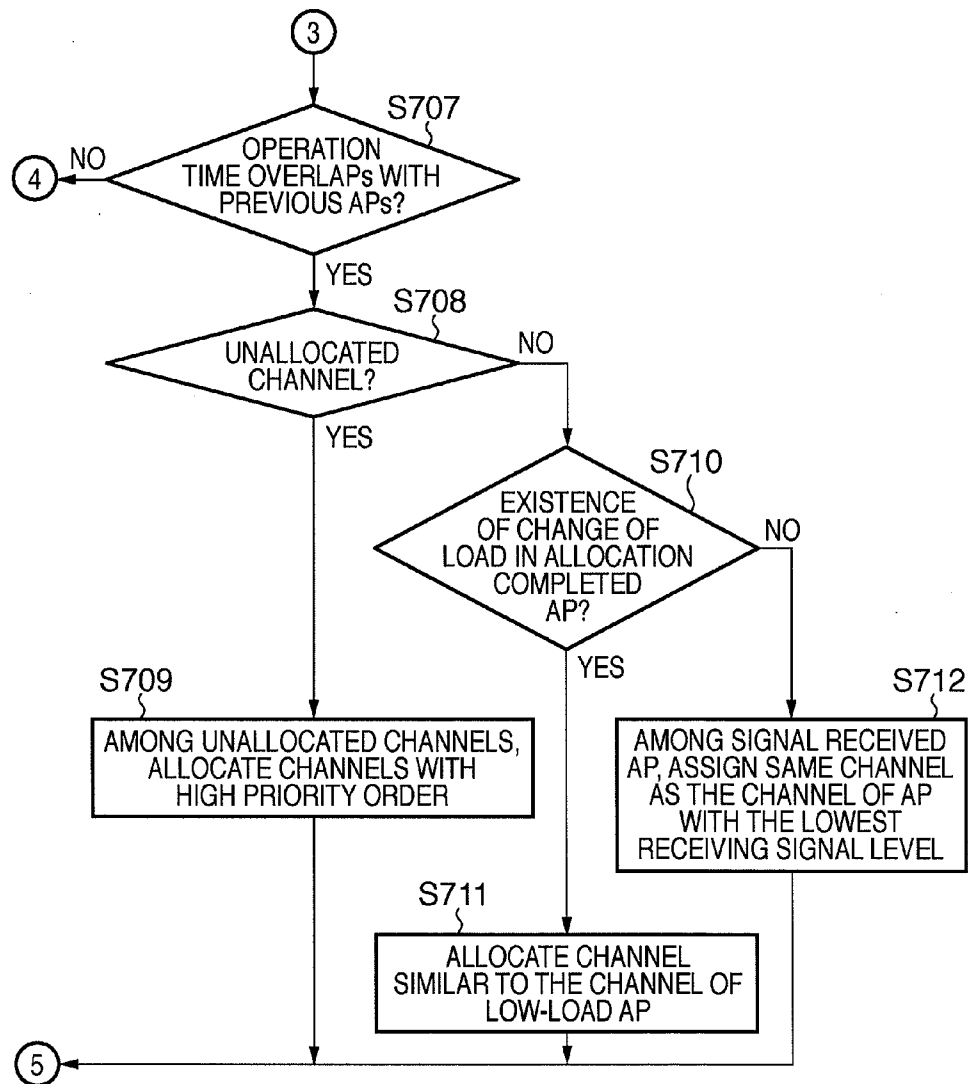 3
S707
OPERATION
TIME OVERLAPs WITH
PREVIOUS APs?
NO
4
YES
S708
UNALLOCATED
CHANNEL?
NO
YES
S710
EXISTENCE
OF CHANGE OF
LOAD IN ALLOCATION
COMPLETED
AP?
NO
YES
S709
AMONG UNALLOCATED CHANNELS,
ALLOCATE CHANNELS WITH
HIGH PRIORITY ORDER
S712
AMONG SIGNAL RECEIVED
AP, ASSIGN SAME CHANNEL
AS THE CHANNEL OF AP
WITH THE LOWEST
RECEIVING SIGNAL LEVEL
S711
ALLOCATE CHANNEL
SIMILAR TO THE CHANNEL OF
LOW-LOAD AP
5